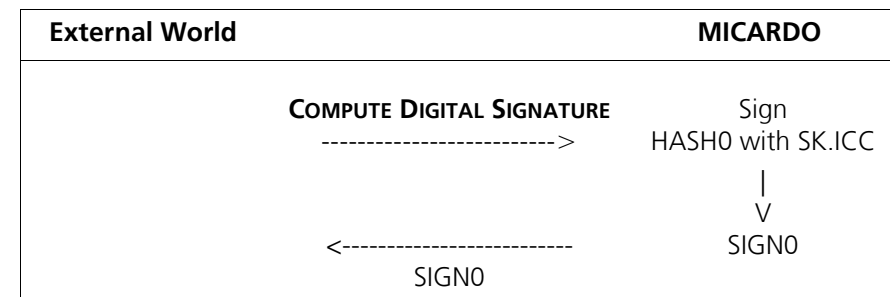 External World MICARDO
COMPUTE DIGITAL SIGNATURE Sign
--------------------------> HASH0 with SK.ICC
|
V
<-------------------------- SIGN0
SIGN0